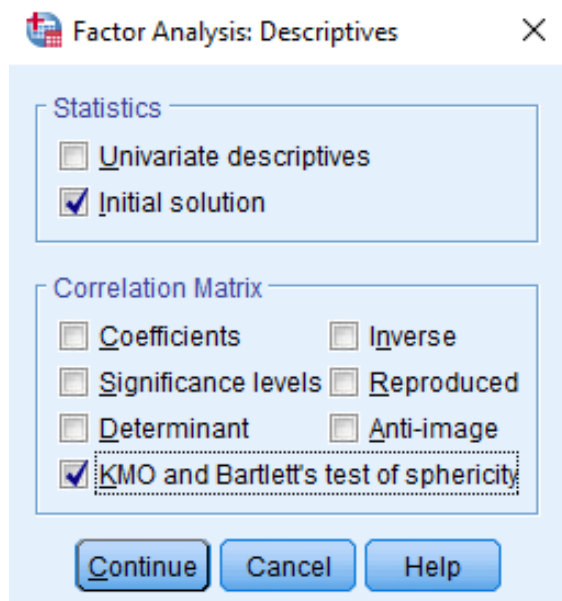 Factor Analysis: Descriptives
Statistics
Univariate descriptives
Initial solution
Correlation Matrix
Coefficients Inverse
Significance levels Reproduced
Determinant Anti-image
KMO and Bartlett's test of sphericity
Continue Cancel Help